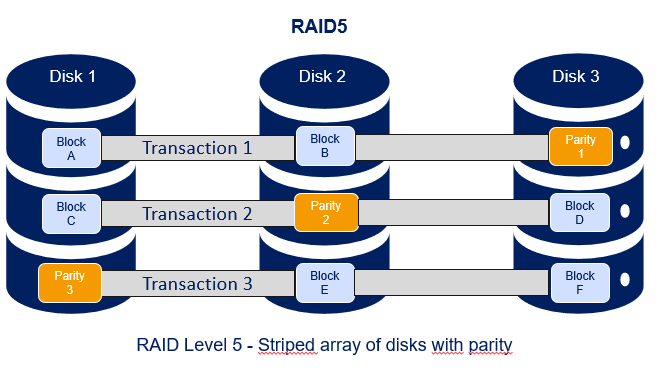 RAID5
Disk 1 Disk 2 Disk 3
Block
A
Transaction 1
Block
B
Parity
1
Block
C
Transaction 2
Parity
2
Block
D
Parity
3
Transaction 3
Block
E
Block
F
RAID Level 5 - Striped array of disks with parity